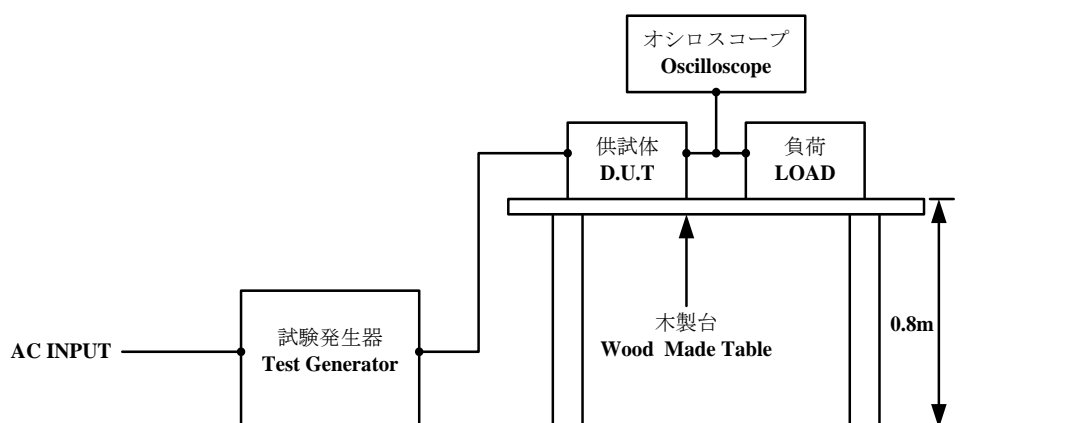 オシロスコープ
Oscilloscope
供試体
D.U.T
負荷
LOAD
試験発生器
Test Generator
AC INPUT
木製台
Wood Made Table
0.8m